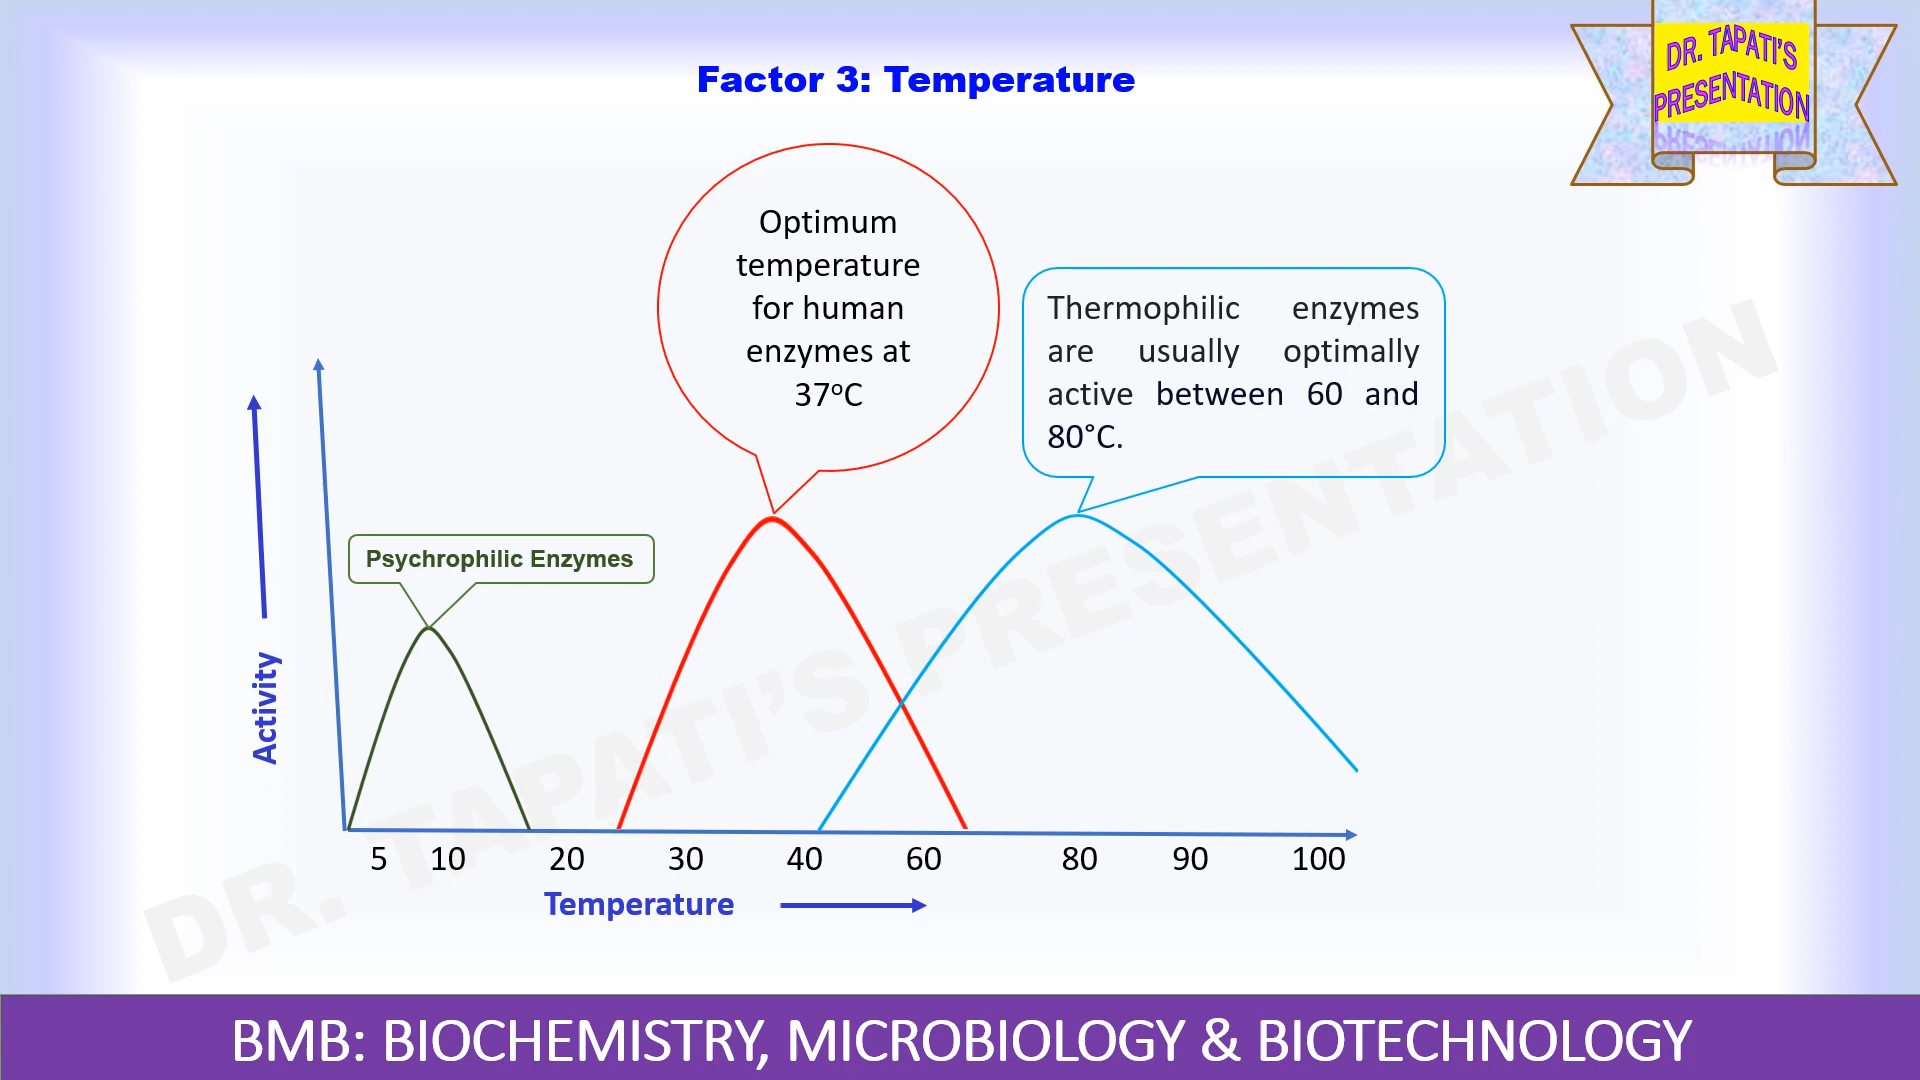 Factor 3: Temperature
DR. TAPATI'S
PRESENTATION
Optimum
temperature
for human
enzymes at
37°C
Thermophilic enzymes
are usually optimally
active between 60 and
80°C.
Psychrophilic Enzymes
Activity
5 10 20 30 40 60 80 90 100
Temperature
DR. TAPATI'S PRESENTATION
BMB: BIOCHEMISTRY, MICROBIOLOGY & BIOTECHNOLOGY